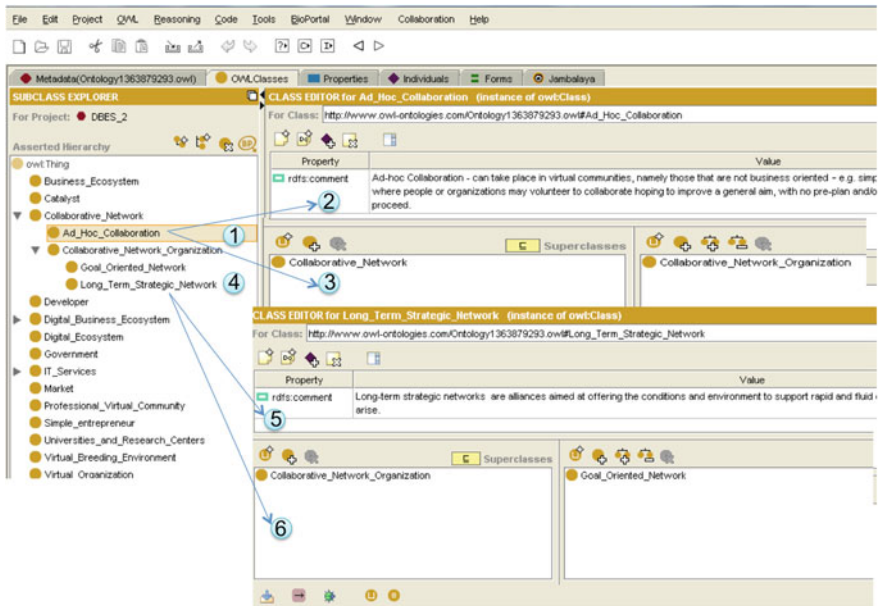 File Edit Project OWL Reasoning Code Tools BioPortal Window Collaboration Help
Metadata(Ontology1363879293.owl) OWLClasses Properties Individuals Forms Jambalaya
SUBCLASS EXPLORER
For Project: DBES_2
Asserted Hierarchy
owl:Thing
Business_Ecosystem
Catalyst
Collaborative_Network
Ad_Hoc_Collaboration 1
Collaborative_Network_Organization
Goal_Oriented_Network
Long_Term_Strategic_Network 4
Developer
Digital_Business_Ecosystem
Digital_Ecosystem
Government
IT_Services
Market
Professional_Virtual_Community
Simple_entrepreneur
Universities_and_Research_Centers
Virtual_Breeding_Environment
Virtual_Organization
CLASS EDITOR for Ad_Hoc_Collaboration (instance of owl:Class)
For Class: http://www.owl-ontologies.com/Ontology1363879293.owl#Ad_Hoc_Collaboration
Property Value
rdfs:comment Ad-hoc Collaboration - can take place in virtual communities, namely those that are not business oriented – e.g. simp
2 where people or organizations may volunteer to collaborate hoping to improve a general aim, with no pre-plan and/o
proceed.
Superclasses
Collaborative_Network Collaborative_Network_Organization
3
CLASS EDITOR for Long_Term_Strategic_Network (instance of owl:Class)
For Class: http://www.owl-ontologies.com/Ontology1363879293.owl#Long_Term_Strategic_Network
Property Value
rdfs:comment Long-term strategic networks are alliances aimed at offering the conditions and environment to support rapid and fluid
5 arise.
Superclasses
Collaborative_Network_Organization Goal_Oriented_Network
6